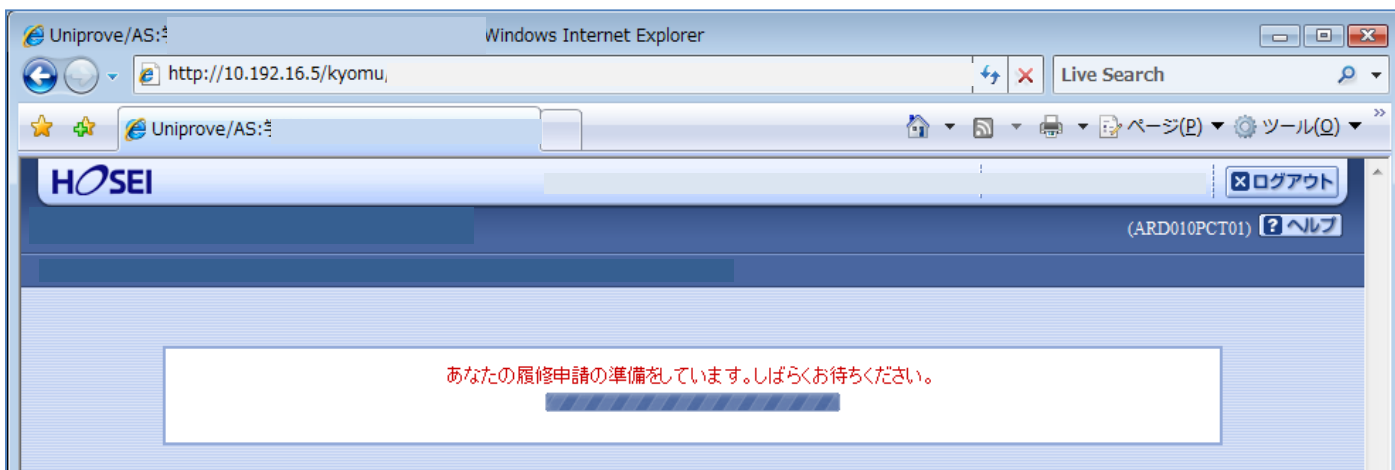 Uniprove/AS: Windows Internet Explorer
http://10.192.16.5/kyomu
Live Search
Uniprove/AS:
ページ(P) ツール(O)
HOSEI
ログアウト
(ARD010PCT01) ? ヘルプ
あなたの履修申請の準備をしています。しばらくお待ちください。